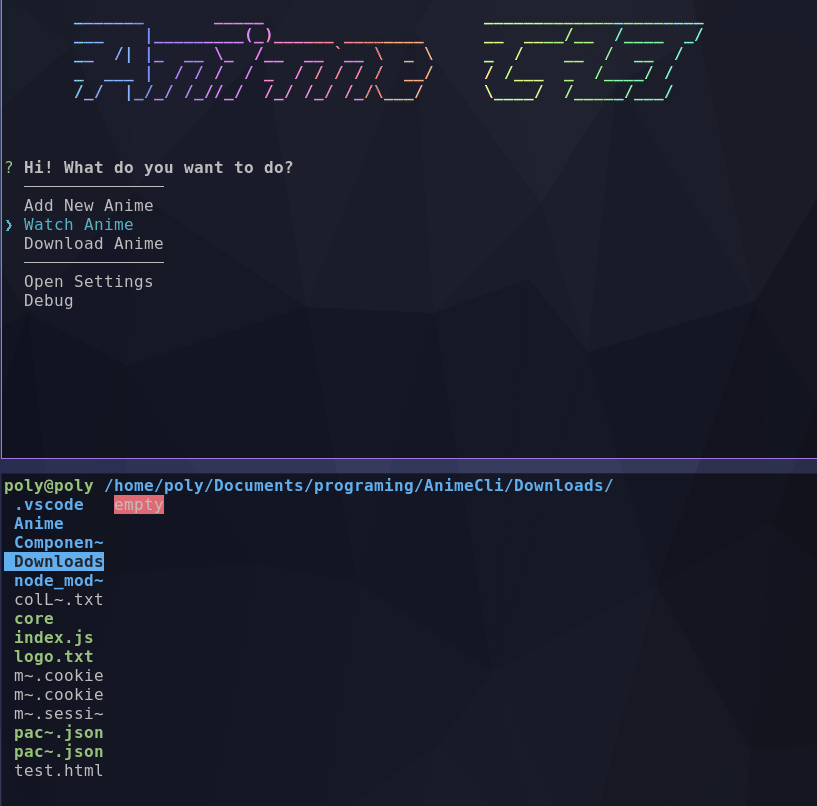 Anime CLI
? Hi! What do you want to do?
Add New Anime
❯ Watch Anime
Download Anime
Open Settings
Debug
poly@poly /home/poly/Documents/programing/AnimeCli/Downloads/
.vscode empty
Anime
Componen~
Downloads
node_mod~
colL~.txt
core
index.js
logo.txt
m~.cookie
m~.cookie
m~.sessi~
pac~.json
pac~.json
test.html